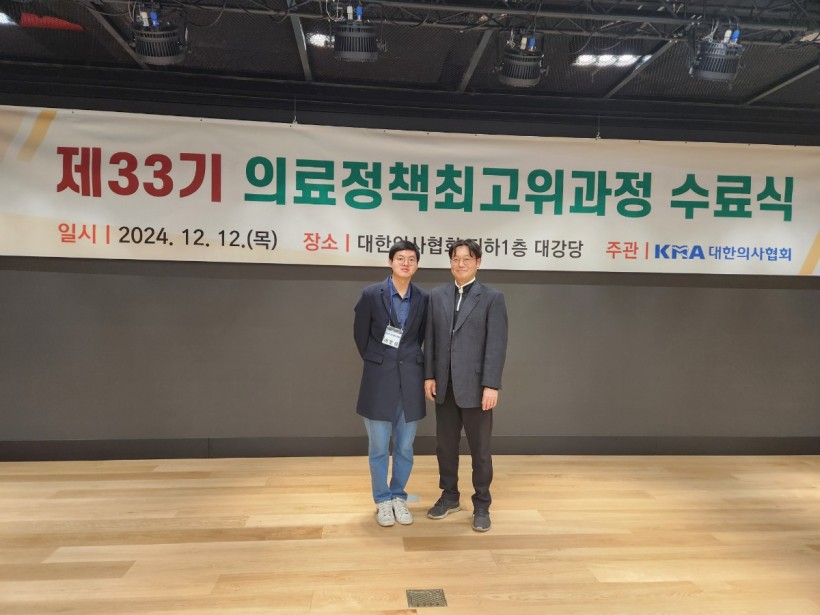 제33기 의료정책최고위과정 수료식
일시 | 2024. 12. 12.(목) 장소 | 대한의사협회 지하1층 대강당 주관 | KMA 대한의사협회